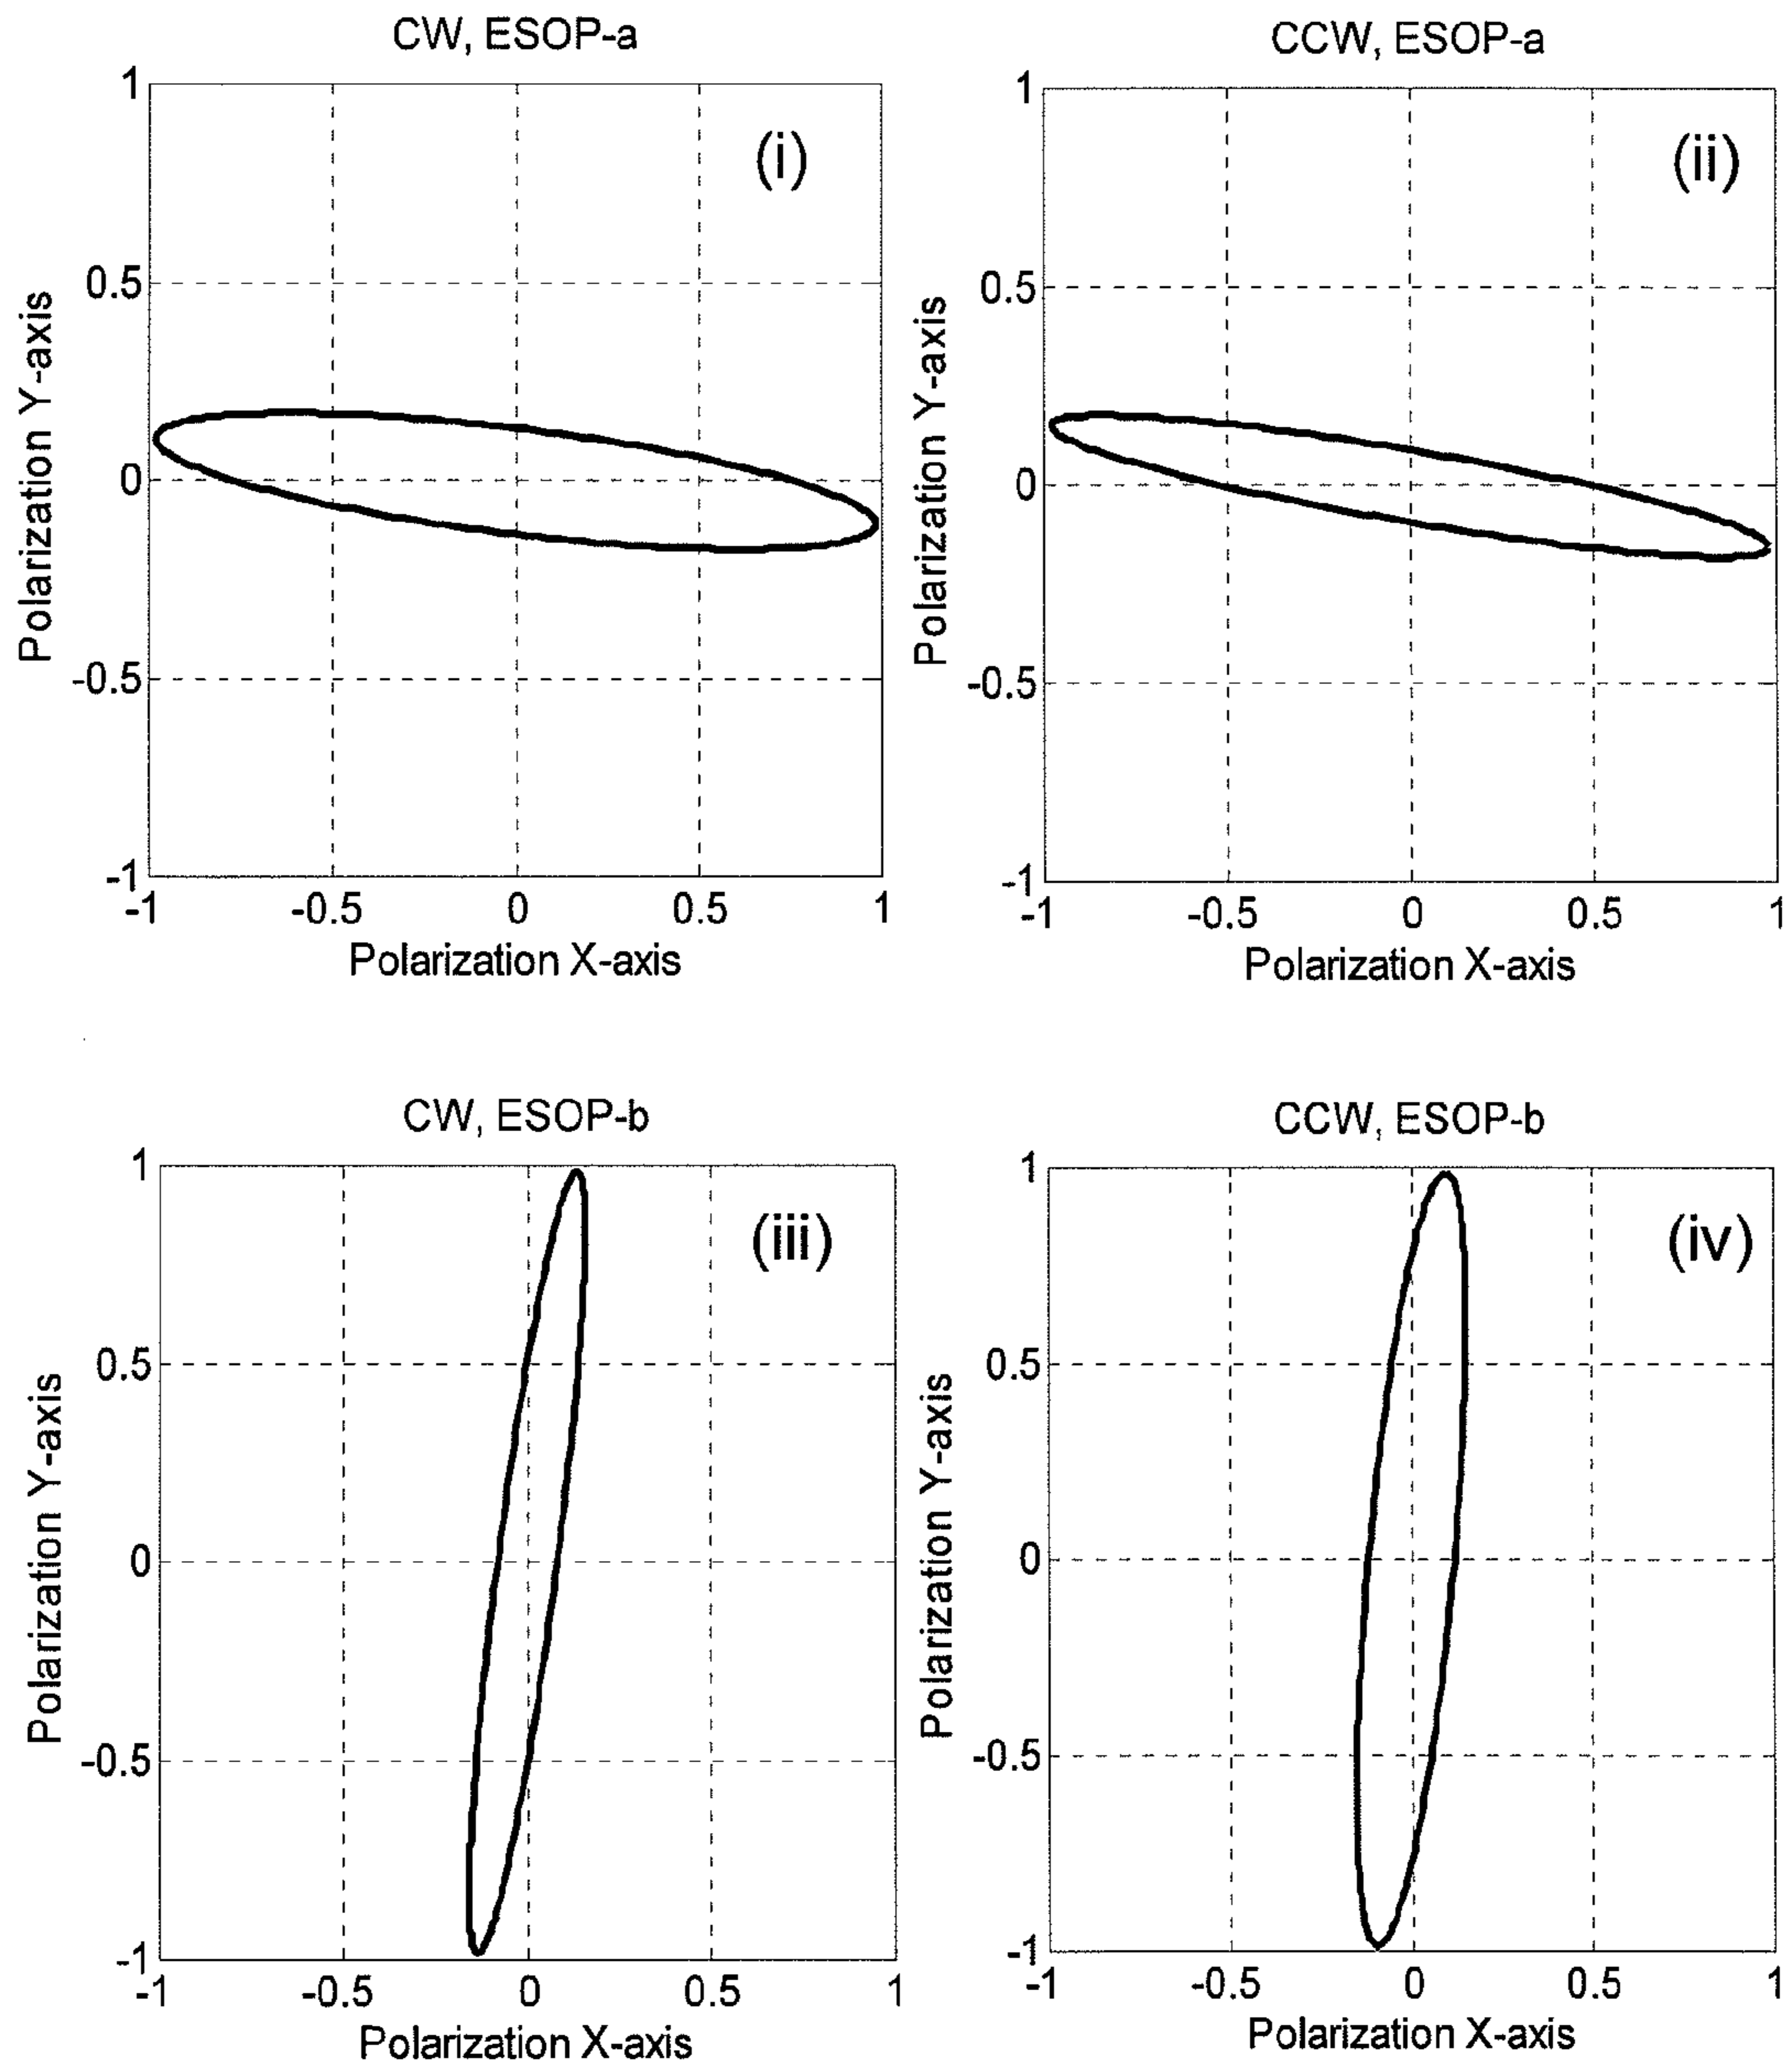 CW, ESOP-a
(i)
Polarization Y-axis
1
0.5
0
-0.5
-1
-1
-0.5
0
0.5
1
Polarization X-axis
CCW, ESOP-a
(ii)
Polarization Y-axis
1
0.5
0
-0.5
-1
-1
-0.5
0
0.5
1
Polarization X-axis
CW, ESOP-b
(iii)
Polarization Y-axis
1
0.5
0
-0.5
-1
-1
-0.5
0
0.5
1
Polarization X-axis
CCW, ESOP-b
(iv)
Polarization Y-axis
1
0.5
0
-0.5
-1
-1
-0.5
0
0.5
1
Polarization X-axis